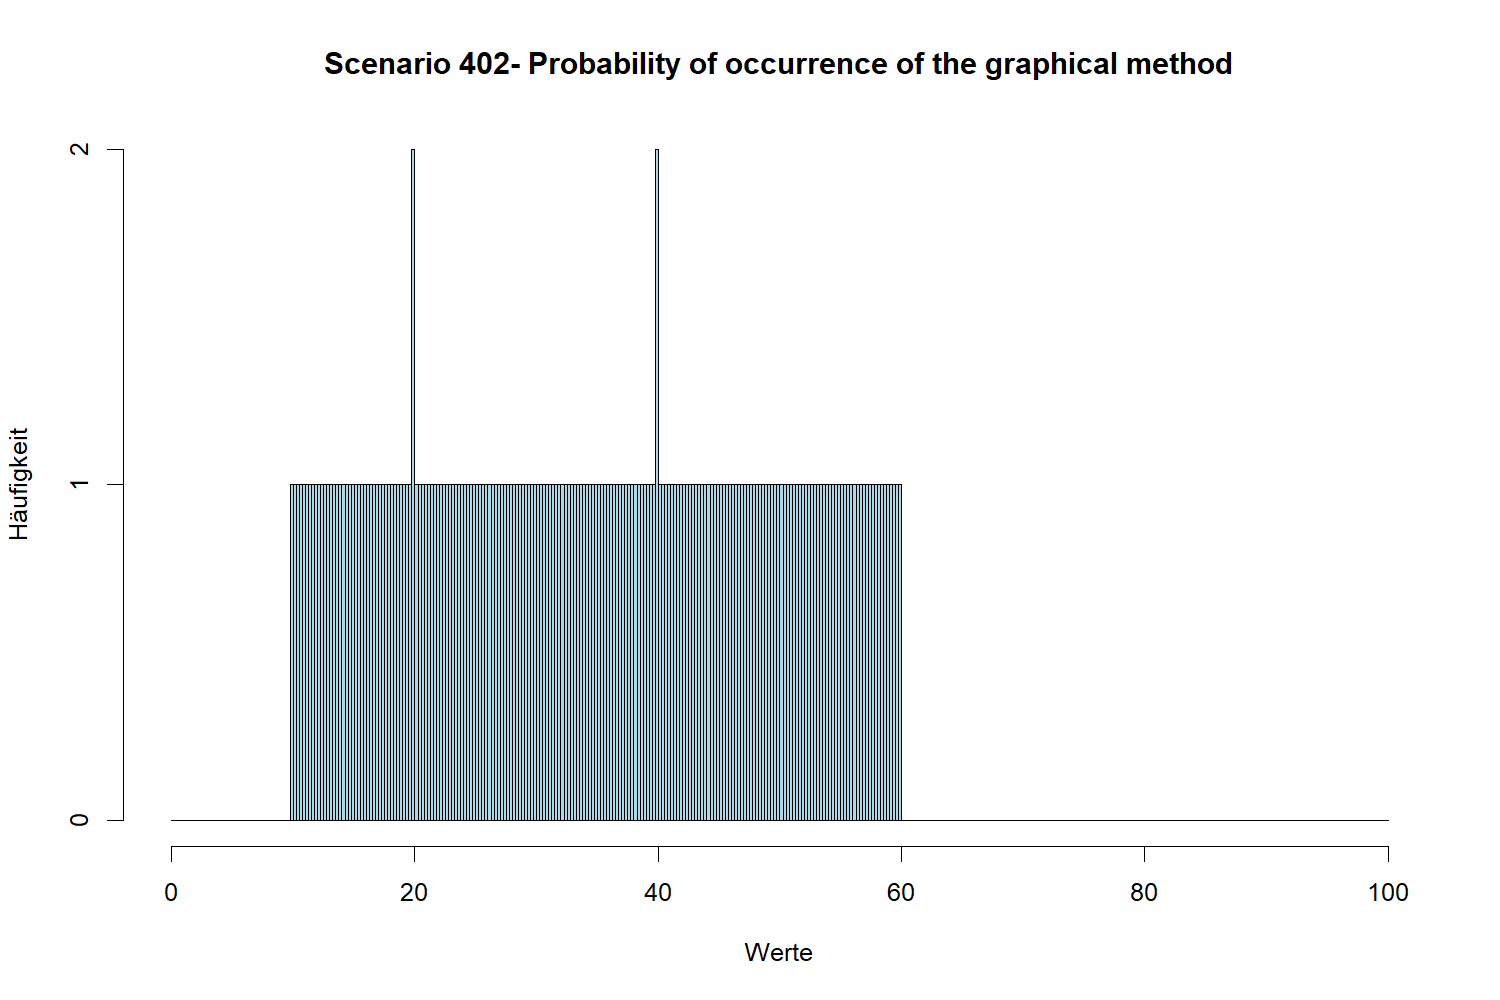 Scenario 402- Probability of occurrence of the graphical method
2
1
0
Häufigkeit
0 20 40 60 80 100
Werte